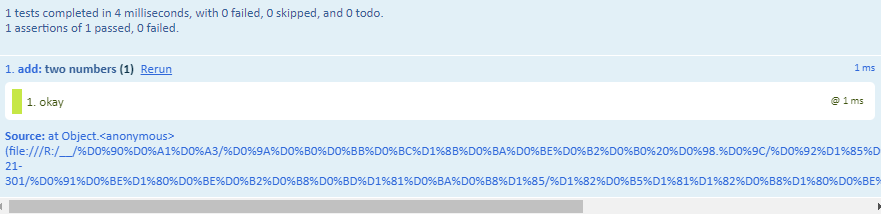 1 tests completed in 4 milliseconds, with 0 failed, 0 skipped, and 0 todo.
1 assertions of 1 passed, 0 failed.
1. add: two numbers (1) Rerun 1 ms
1. okay @ 1 ms
Source: at Object.<anonymous>
(file:///R:/__/%D0%90%D0%A1%D0%A3/%D0%9A%D0%B0%D0%BB%D0%BC%D1%8B%D0%BA%D0%BE%D0%B2%D0%B0%20%D0%98.%D0%9C/%D0%92%D1%85%D
21-
301/%D0%91%D0%BE%D1%80%D0%BE%D0%B2%D0%B8%D0%BD%D1%81%D0%BA%D0%B8%D1%85/%D1%82%D0%B5%D1%81%D1%82%D0%B8%D1%80%D0%BE%D0%BE%